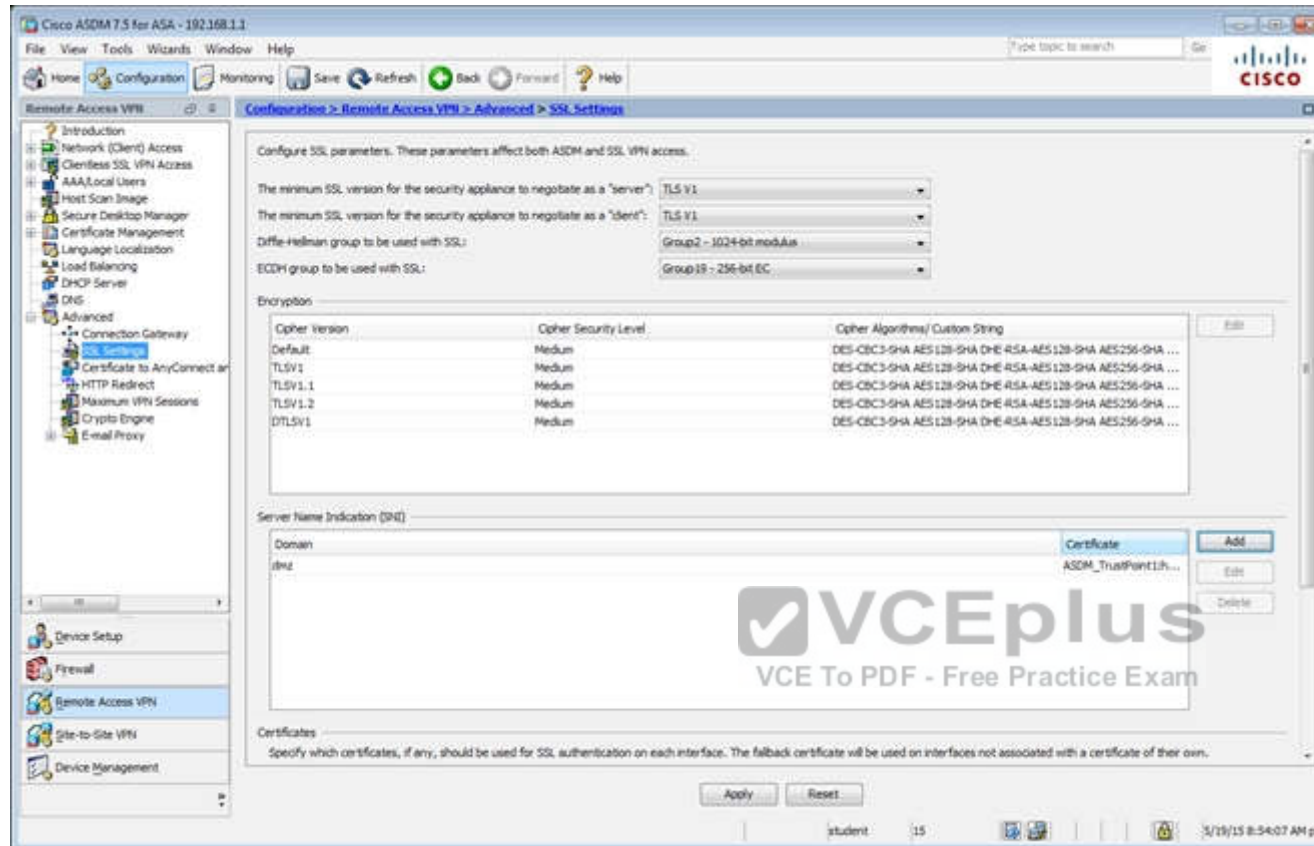 Cisco ASDM 7.5 for ASA - 192.168.1.1
File View Tools Wizards Window Help
Type topic to search Go
CISCO
Home Configuration Monitoring Save Refresh Back Forward Help
Remote Access VPN
Configuration > Remote Access VPN > Advanced > SSL Settings
Introduction
Network (Client) Access
Clientless SSL VPN Access
AAA/Local Users
Host Scan Image
Secure Desktop Manager
Certificate Management
Language Localization
Load Balancing
DHCP Server
DNS
Advanced
Connection Gateway
SSL Settings
Certificate to AnyConnect ar
HTTP Redirect
Maximum VPN Sessions
Crypto Engine
E-mail Proxy
Device Setup
Firewall
Remote Access VPN
Site-to-Site VPN
Device Management
Configure SSL parameters. These parameters affect both ASDM and SSL VPN access.
The minimum SSL version for the security appliance to negotiate as a "server": TLS V1
The minimum SSL version for the security appliance to negotiate as a "client": TLS V1
Diffie-Hellman group to be used with SSL: Group2 - 1024-bit modulus
ECDH group to be used with SSL: Group19 - 256-bit EC
Encryption
Cipher Version Cipher Security Level Cipher Algorithms/ Custom String
Edit
Default Medium DES-CBC3-SHA AES128-SHA DHE-RSA-AES128-SHA AES256-SHA ...
TLSV1 Medium DES-CBC3-SHA AES128-SHA DHE-RSA-AES128-SHA AES256-SHA ...
TLSV1.1 Medium DES-CBC3-SHA AES128-SHA DHE-RSA-AES128-SHA AES256-SHA ...
TLSV1.2 Medium DES-CBC3-SHA AES128-SHA DHE-RSA-AES128-SHA AES256-SHA ...
DTLSV1 Medium DES-CBC3-SHA AES128-SHA DHE-RSA-AES128-SHA AES256-SHA ...
Server Name Indication (SNI)
Domain Certificate
Add
dmz ASDM_TrustPoint1:h...
Edit
Delete
VCEplus
VCE To PDF - Free Practice Exam
Certificates
Specify which certificates, if any, should be used for SSL authentication on each interface. The fallback certificate will be used on interfaces not associated with a certificate of their own.
Apply Reset
student 15 5/19/15 8:54:07 AM p